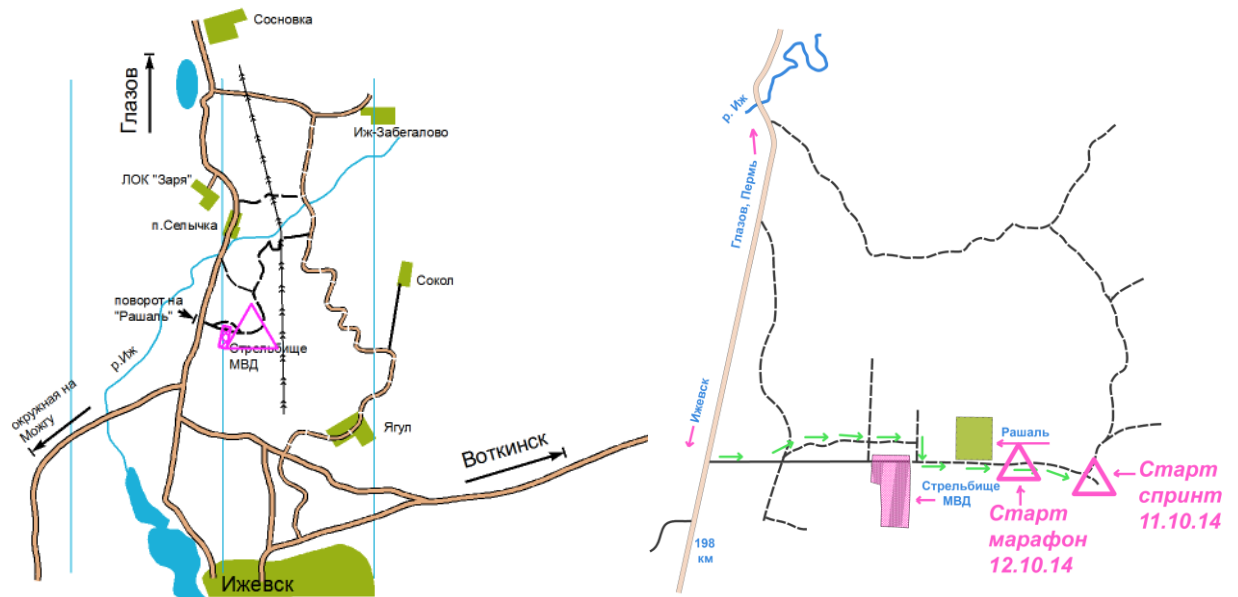 Сосновка
Глазов
Иж-Забегалово
ЛОК "Заря"
п.Селычка
Сокол
поворот на
"Рашаль"
Стрельбище
МВД
р.Иж
окружная на
Можгу
Ягул
Воткинск
Ижевск
р. Иж
Глазов, Пермь
Ижевск
Рашаль
Стрельбище
МВД
Старт
спринт
11.10.14
Старт
марафон
12.10.14
198
км